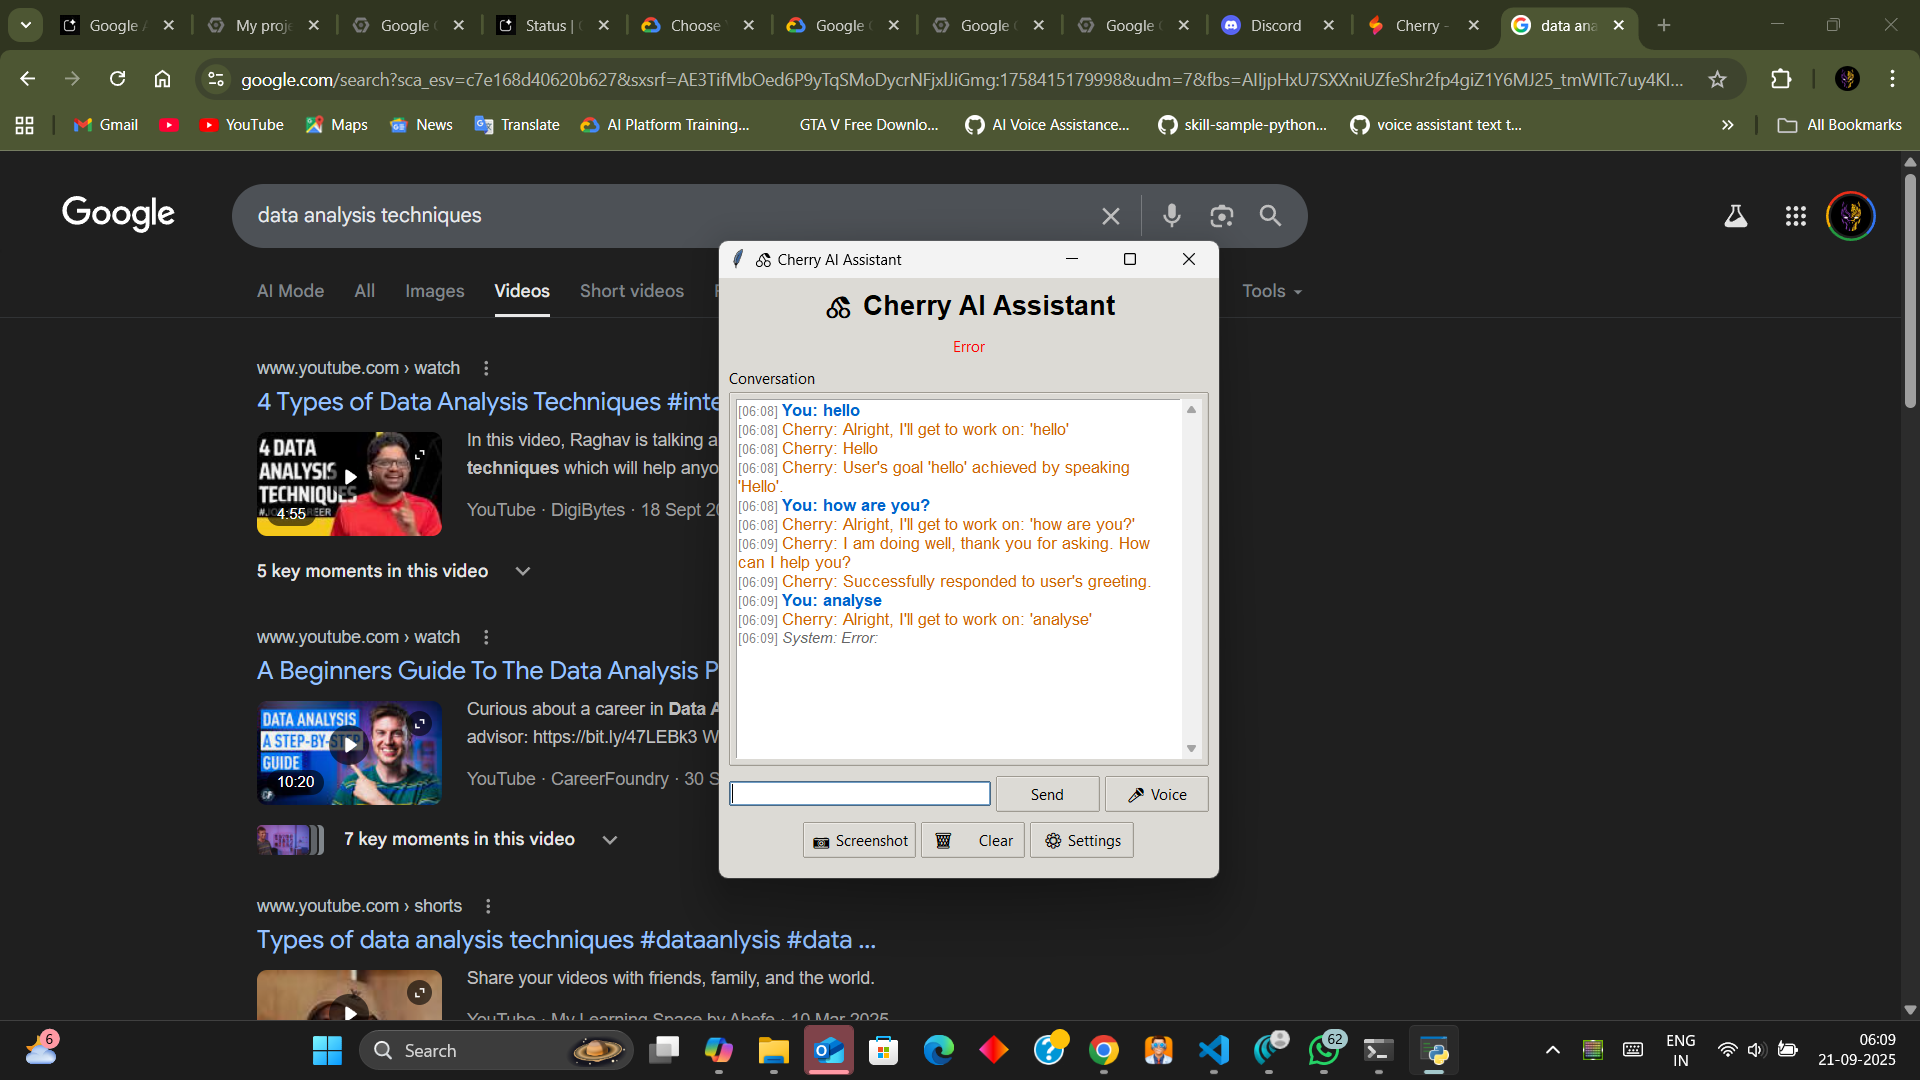 Google A
My proje
Google C
Status | G
Choose
Google C
Google C
Google C
Discord
Cherry -
data ana
google.com/search?sca_esv=c7e168d40620b627&sxsrf=AE3TifMbOed6P9yTqSMoDycrNFjxlJiGmg:1758415179998&udm=7&fbs=AIIjpHxU7SXXniUZfeShr2fp4giZ1Y6MJ25_tmWITc7uy4KI...
Gmail
YouTube
Maps
News
Translate
AI Platform Training...
GTA V Free Downlo...
AI Voice Assistance...
skill-sample-python...
voice assistant text t...
All Bookmarks
Google
data analysis techniques
AI Mode
All
Images
Videos
Short videos
Tools
www.youtube.com › watch
4 Types of Data Analysis Techniques #inte
4 DATA
ANALYSIS
TECHNIQUES
4:55
In this video, Raghav is talking a
techniques which will help anyo
YouTube · DigiBytes · 18 Sept 20
5 key moments in this video
www.youtube.com › watch
A Beginners Guide To The Data Analysis P
DATA ANALYSIS
A STEP-BY-STEP
GUIDE
10:20
Curious about a career in Data A
advisor: https://bit.ly/47LEBk3 W
YouTube · CareerFoundry · 30 S
7 key moments in this video
www.youtube.com › shorts
Types of data analysis techniques #dataanlysis #data ...
Share your videos with friends, family, and the world.
YouTube · My Learning Space by Abefe · 10 Mar 2025
Cherry AI Assistant
Cherry AI Assistant
Error
Conversation
[06:08] You: hello
[06:08] Cherry: Alright, I'll get to work on: 'hello'
[06:08] Cherry: Hello
[06:08] Cherry: User's goal 'hello' achieved by speaking
'Hello'.
[06:08] You: how are you?
[06:08] Cherry: Alright, I'll get to work on: 'how are you?'
[06:09] Cherry: I am doing well, thank you for asking. How
can I help you?
[06:09] Cherry: Successfully responded to user's greeting.
[06:09] You: analyse
[06:09] Cherry: Alright, I'll get to work on: 'analyse'
[06:09] System: Error:
Send
Voice
Screenshot
Clear
Settings
6
Search
62
ENG
IN
06:09
21-09-2025